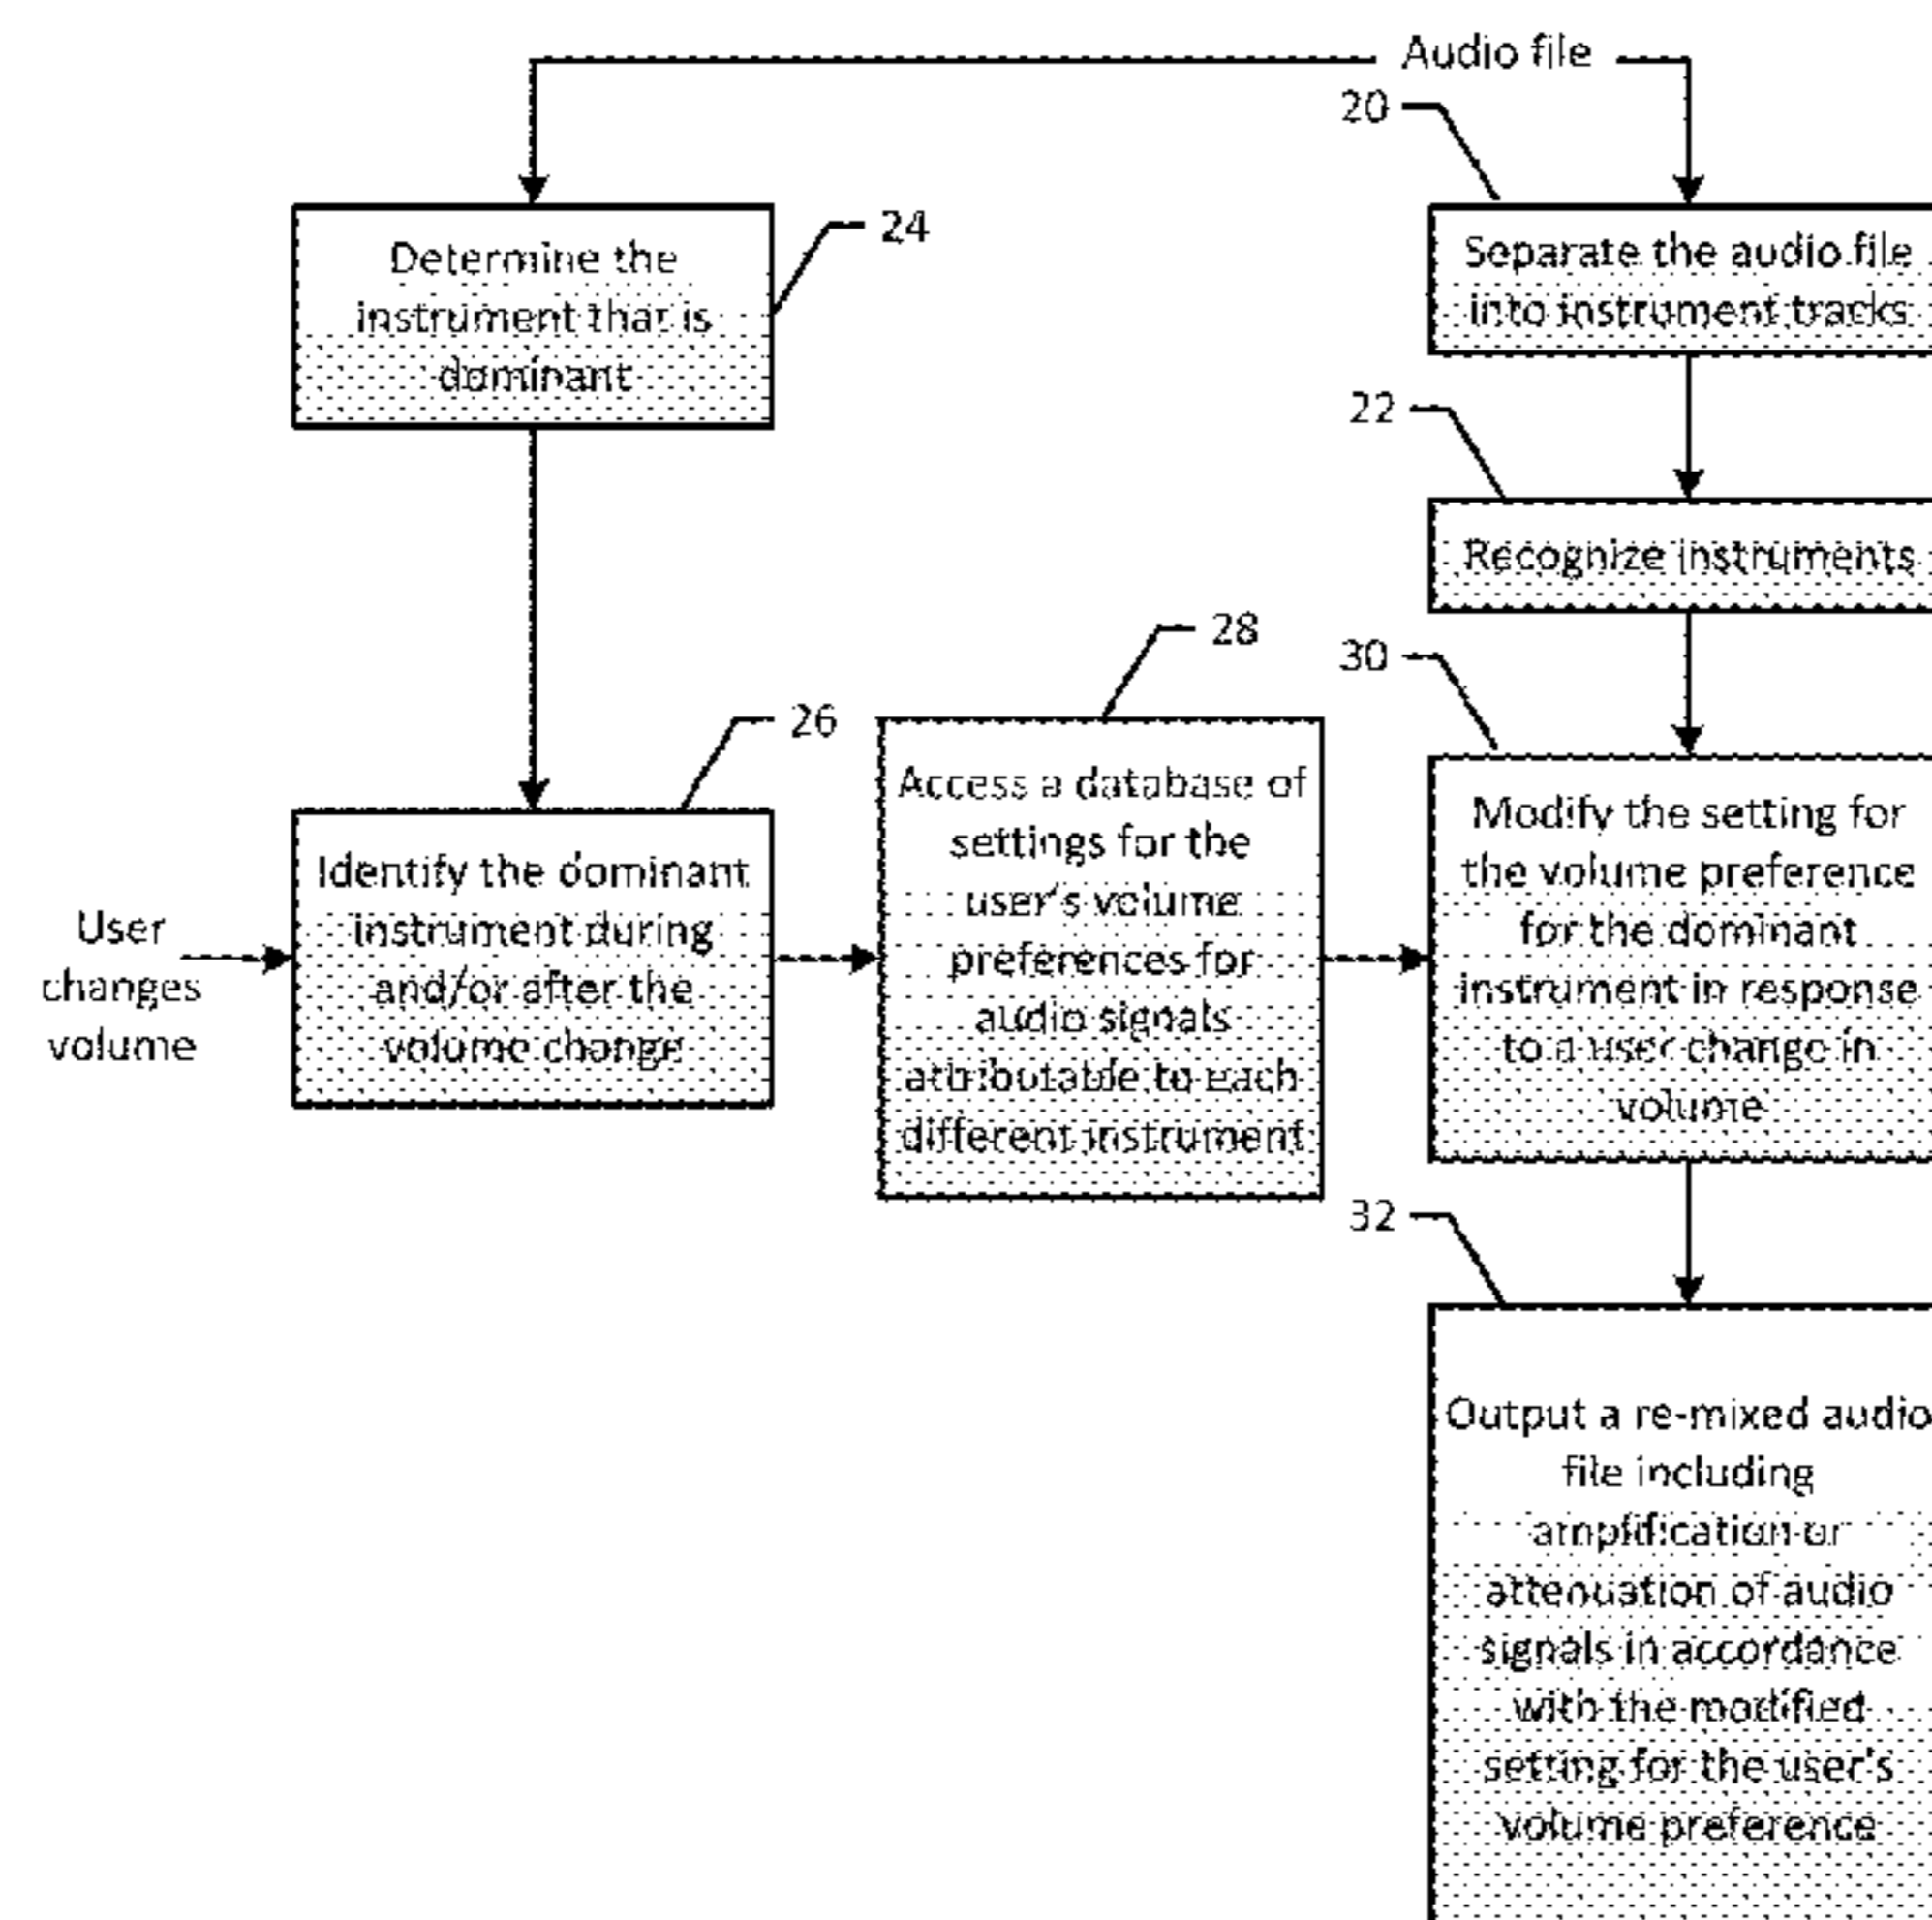 Audio file
20
24
Determine the
instrument that is
dominant
Separate the audio file
into instrument tracks
22
Recognize instruments
28
30
26
Access a database of
settings for the
user's volume
preferences for
audio signals
attributable to each
different instrument
Modify the setting for
the volume preference
for the dominant
instrument in response
to a user change in
volume
Identify the dominant
instrument during
and/or after the
volume change
User
changes
volume
32
Output a re-mixed audio
file including
amplification or
attenuation of audio
signals in accordance
with the modified
setting for the user's
volume preference